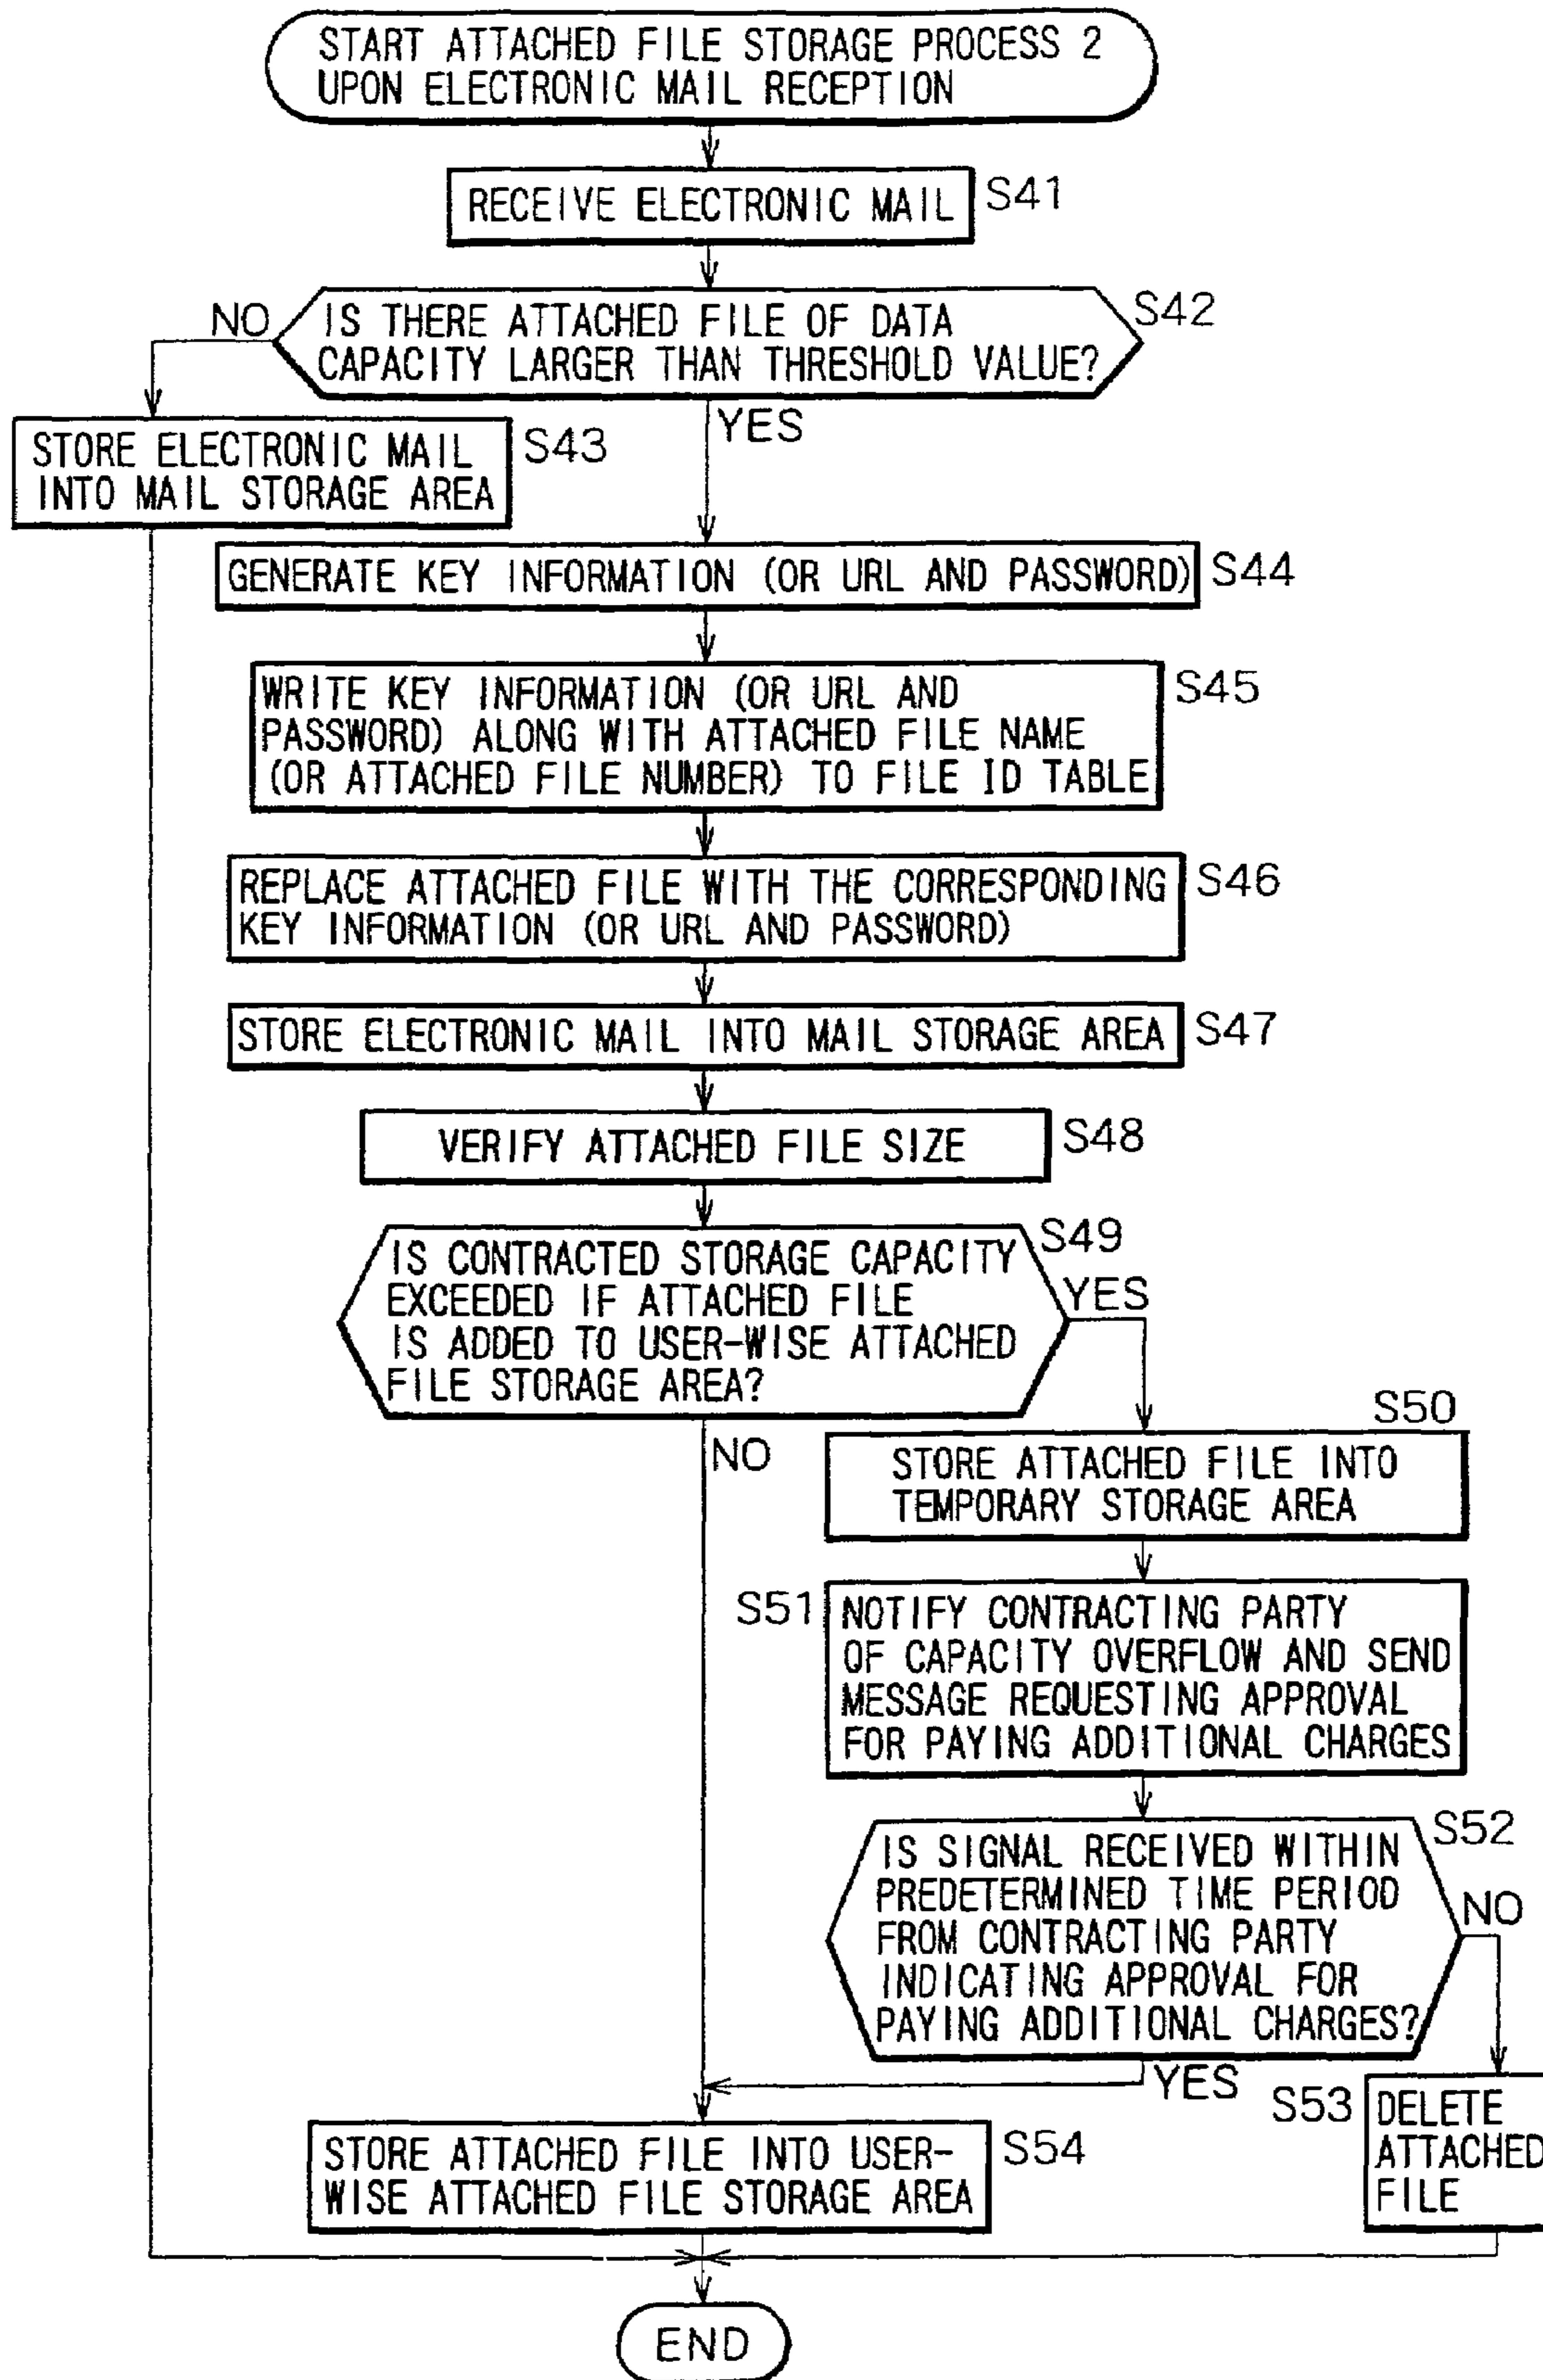 START ATTACHED FILE STORAGE PROCESS 2
UPON ELECTRONIC MAIL RECEPTION
RECEIVE ELECTRONIC MAIL
S41
IS THERE ATTACHED FILE OF DATA
CAPACITY LARGER THAN THRESHOLD VALUE?
S42
NO
YES
STORE ELECTRONIC MAIL
INTO MAIL STORAGE AREA
S43
GENERATE KEY INFORMATION (OR URL AND PASSWORD)
S44
WRITE KEY INFORMATION (OR URL AND
PASSWORD) ALONG WITH ATTACHED FILE NAME
(OR ATTACHED FILE NUMBER) TO FILE ID TABLE
S45
REPLACE ATTACHED FILE WITH THE CORRESPONDING
KEY INFORMATION (OR URL AND PASSWORD)
S46
STORE ELECTRONIC MAIL INTO MAIL STORAGE AREA
S47
VERIFY ATTACHED FILE SIZE
S48
IS CONTRACTED STORAGE CAPACITY
EXCEEDED IF ATTACHED FILE
IS ADDED TO USER-WISE ATTACHED
FILE STORAGE AREA?
S49
YES
NO
S50
STORE ATTACHED FILE INTO
TEMPORARY STORAGE AREA
S51
NOTIFY CONTRACTING PARTY
OF CAPACITY OVERFLOW AND SEND
MESSAGE REQUESTING APPROVAL
FOR PAYING ADDITIONAL CHARGES
IS SIGNAL RECEIVED WITHIN
PREDETERMINED TIME PERIOD
FROM CONTRACTING PARTY
INDICATING APPROVAL FOR
PAYING ADDITIONAL CHARGES?
S52
NO
YES
S53
DELETE
ATTACHED
FILE
STORE ATTACHED FILE INTO USER-
WISE ATTACHED FILE STORAGE AREA
S54
END